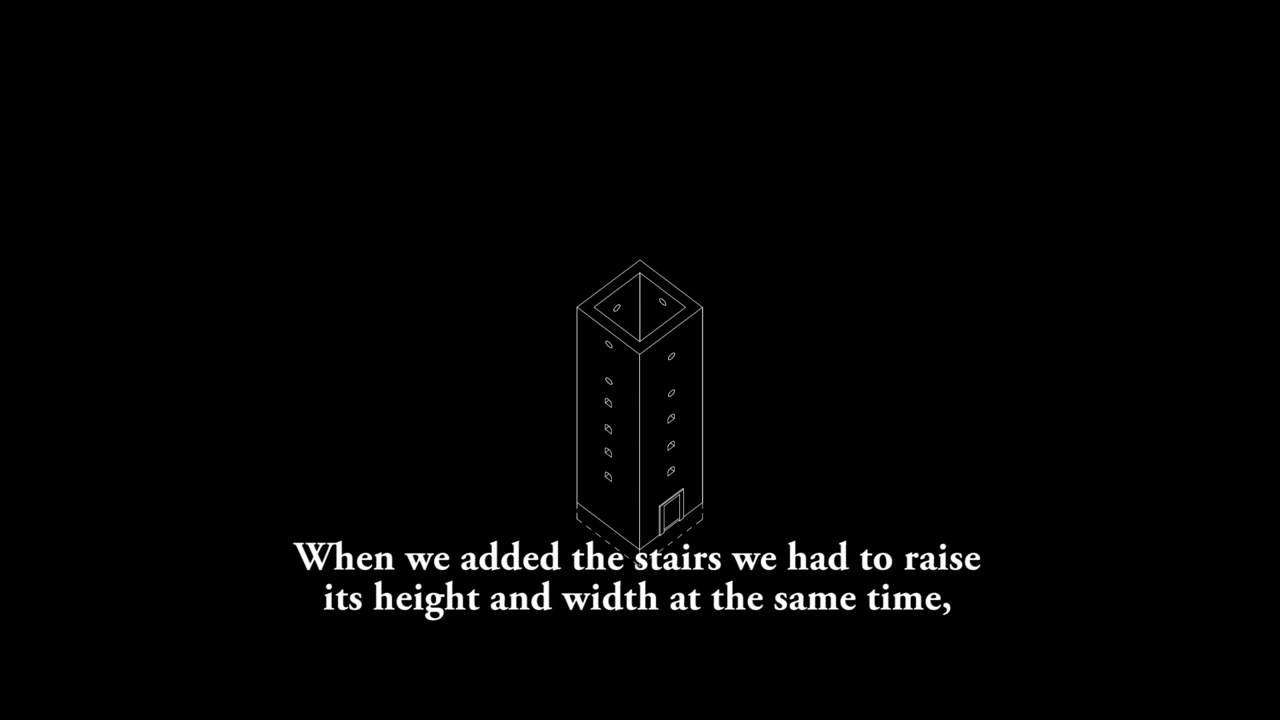 When we added the stairs we had to raise
its height and width at the same time,